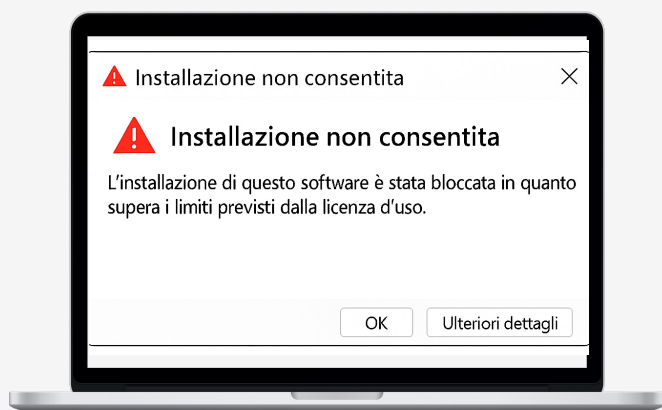 Installazione non consentita
Installazione non consentita
L'installazione di questo software è stata bloccata in quanto
supera i limiti previsti dalla licenza d'uso.
OK
Ulteriori dettagli